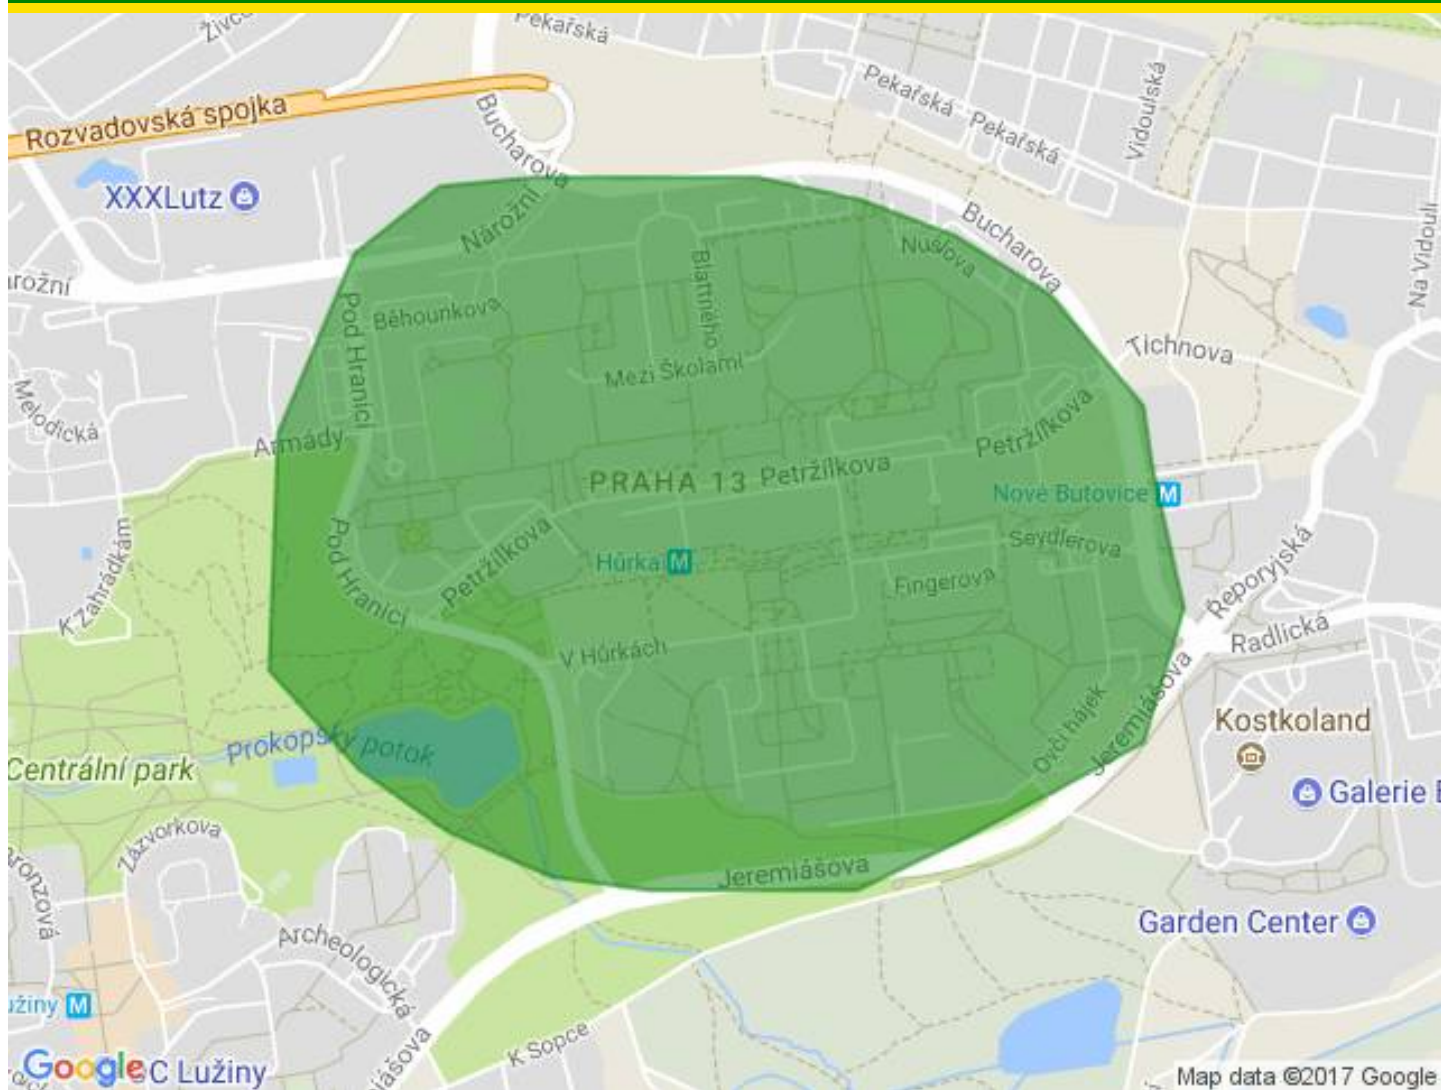 Pekařská
Rozvadovská spojka
Bucharova
Pekařská
Pekařská
Vidoulská
XXXLutz
Nárožní
Bucharova
Na Vidouli
Nušlova
Blattného
Běhounkova
Pod Hranicí
Tichnova
Mezi Školami
Melodická
Armády
Petržílkova
PRAHA 13
Petržílkova
Nové Butovice
M
Pod Hranicí
Petržílkova
Hůrka
M
Seydlerova
K Zahrádkám
Fingerova
Řeporyjská
Radlická
V Hůrkách
Ovčí hájek
Jeremiášova
Kostkoland
Prokopský potok
Centrální park
Galerie
Zázvorkova
Jeremiášova
Garden Center
Archeologická
M
K Sopce
Google
Lužiny
Map data ©2017 Google